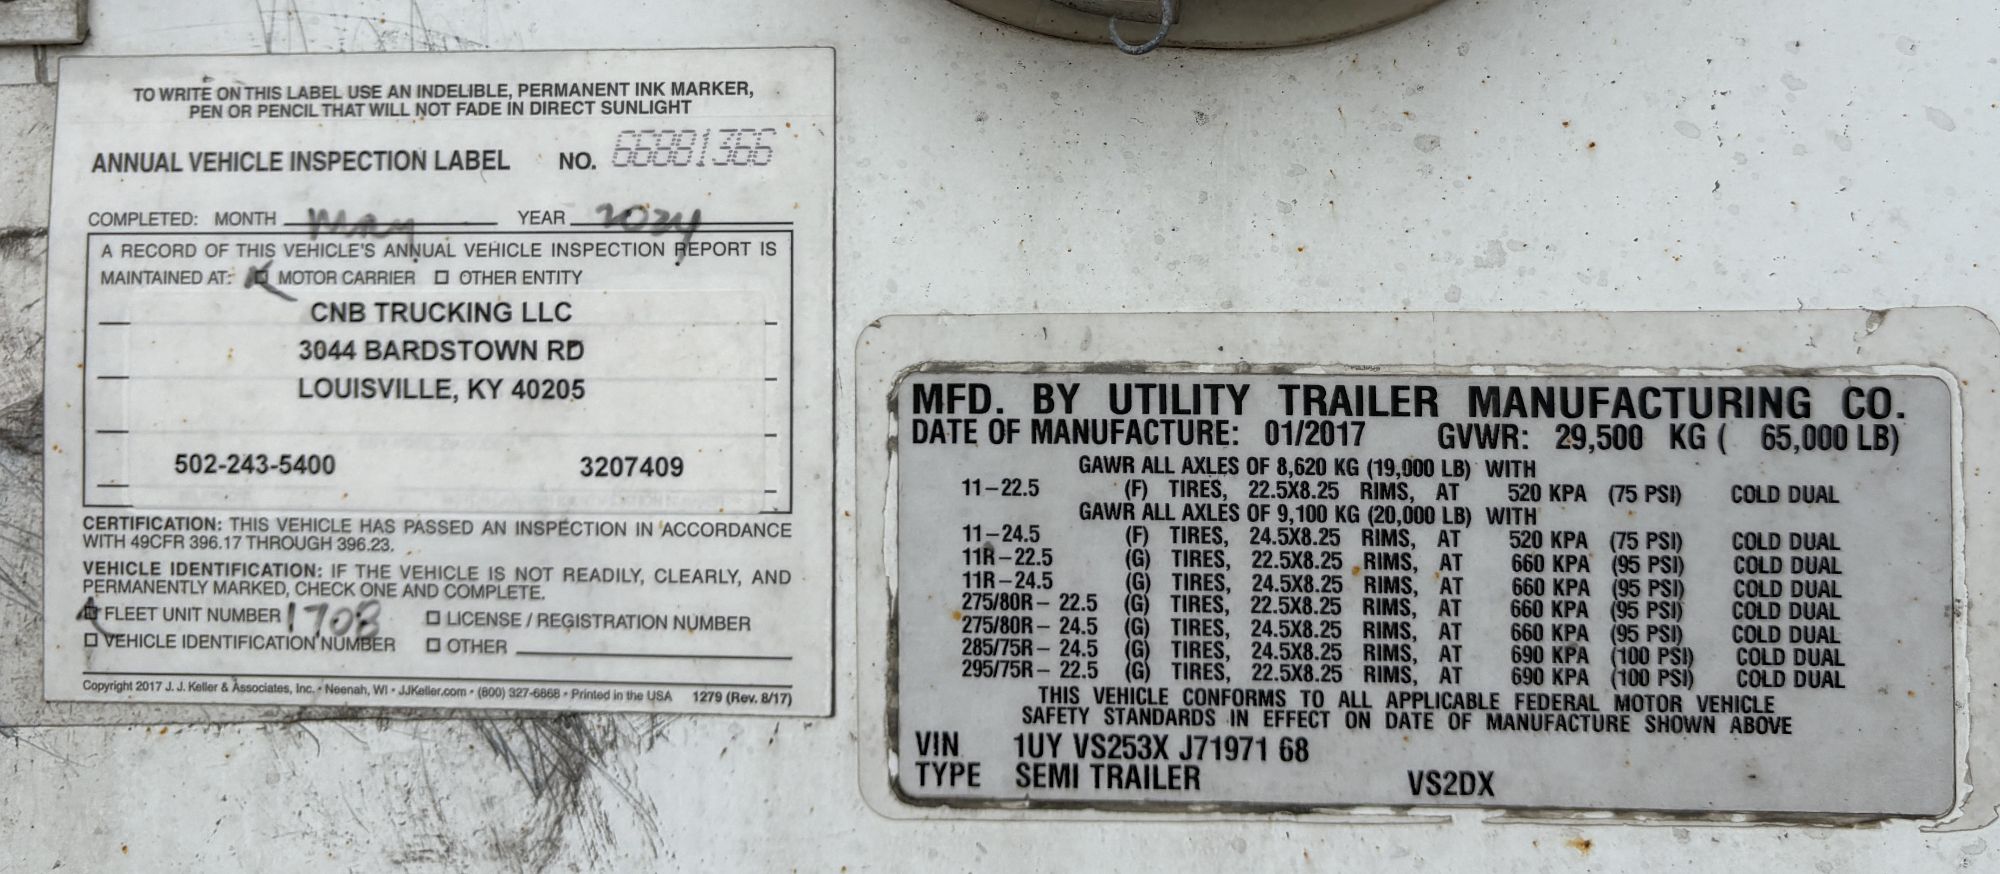 TO WRITE ON THIS LABEL USE AN INDELIBLE, PERMANENT INK MARKER,
PEN OR PENCIL THAT WILL NOT FADE IN DIRECT SUNLIGHT
ANNUAL VEHICLE INSPECTION LABEL NO. 66881366
COMPLETED: MONTH May YEAR 2024
A RECORD OF THIS VEHICLE'S ANNUAL VEHICLE INSPECTION REPORT IS
MAINTAINED AT: MOTOR CARRIER OTHER ENTITY
CNB TRUCKING LLC
3044 BARDSTOWN RD
LOUISVILLE, KY 40205
502-243-5400 3207409
CERTIFICATION: THIS VEHICLE HAS PASSED AN INSPECTION IN ACCORDANCE
WITH 49CFR 396.17 THROUGH 396.23.
VEHICLE IDENTIFICATION: IF THE VEHICLE IS NOT READILY, CLEARLY, AND
PERMANENTLY MARKED, CHECK ONE AND COMPLETE.
FLEET UNIT NUMBER 1708 LICENSE / REGISTRATION NUMBER
VEHICLE IDENTIFICATION NUMBER OTHER
Copyright 2017 J. J. Keller & Associates, Inc. • Neenah, WI • JJKeller.com • (800) 327-6868 • Printed in the USA 1279 (Rev. 8/17)
MFD. BY UTILITY TRAILER MANUFACTURING CO.
DATE OF MANUFACTURE: 01/2017 GVWR: 29,500 KG ( 65,000 LB)
GAWR ALL AXLES OF 8,620 KG (19,000 LB) WITH
11-22.5 (F) TIRES, 22.5X8.25 RIMS, AT 520 KPA (75 PSI) COLD DUAL
GAWR ALL AXLES OF 9,100 KG (20,000 LB) WITH
11-24.5 (F) TIRES, 24.5X8.25 RIMS, AT 520 KPA (75 PSI) COLD DUAL
11R-22.5 (G) TIRES, 22.5X8.25 RIMS, AT 660 KPA (95 PSI) COLD DUAL
11R-24.5 (G) TIRES, 24.5X8.25 RIMS, AT 660 KPA (95 PSI) COLD DUAL
275/80R- 22.5 (G) TIRES, 22.5X8.25 RIMS, AT 660 KPA (95 PSI) COLD DUAL
275/80R- 24.5 (G) TIRES, 24.5X8.25 RIMS, AT 660 KPA (95 PSI) COLD DUAL
285/75R- 24.5 (G) TIRES, 24.5X8.25 RIMS, AT 690 KPA (100 PSI) COLD DUAL
295/75R- 22.5 (G) TIRES, 22.5X8.25 RIMS, AT 690 KPA (100 PSI) COLD DUAL
THIS VEHICLE CONFORMS TO ALL APPLICABLE FEDERAL MOTOR VEHICLE
SAFETY STANDARDS IN EFFECT ON DATE OF MANUFACTURE SHOWN ABOVE
VIN 1UY VS253X J71971 68
TYPE SEMI TRAILER VS2DX